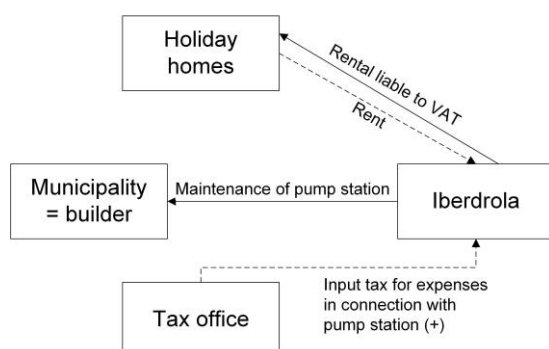 Holiday
homes
Rental liable to VAT
Rent
Municipality
= builder
Maintenance of pump station
Iberdrola
Tax office
Input tax for expenses
in connection with
pump station (+)